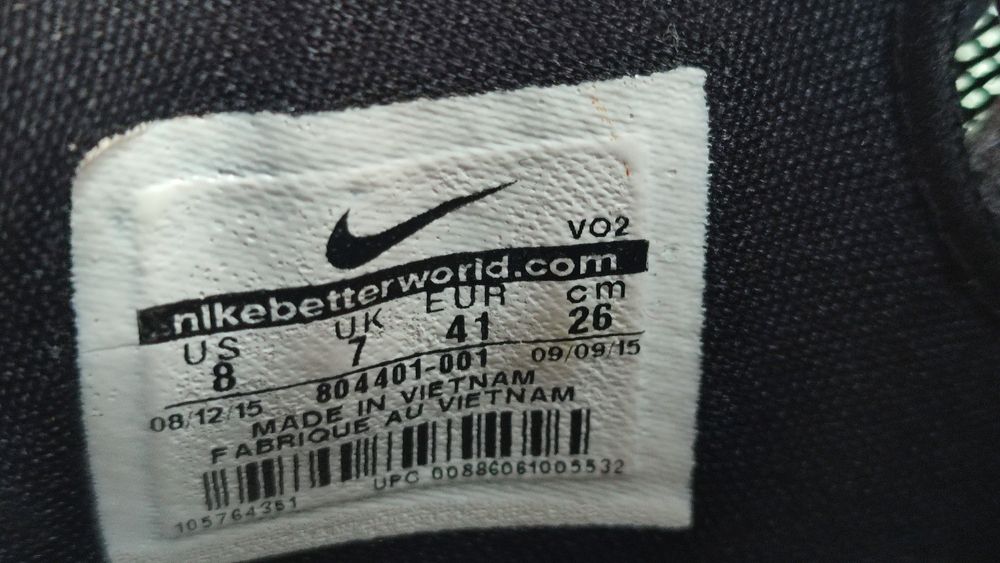 VO2
nikebetterworld.com
US UK EUR cm
8 7 41 26
08/12/15 804401-001 09/09/15
MADE IN VIETNAM
FABRIQUE AU VIETNAM
UPC 00886061005532
105764351